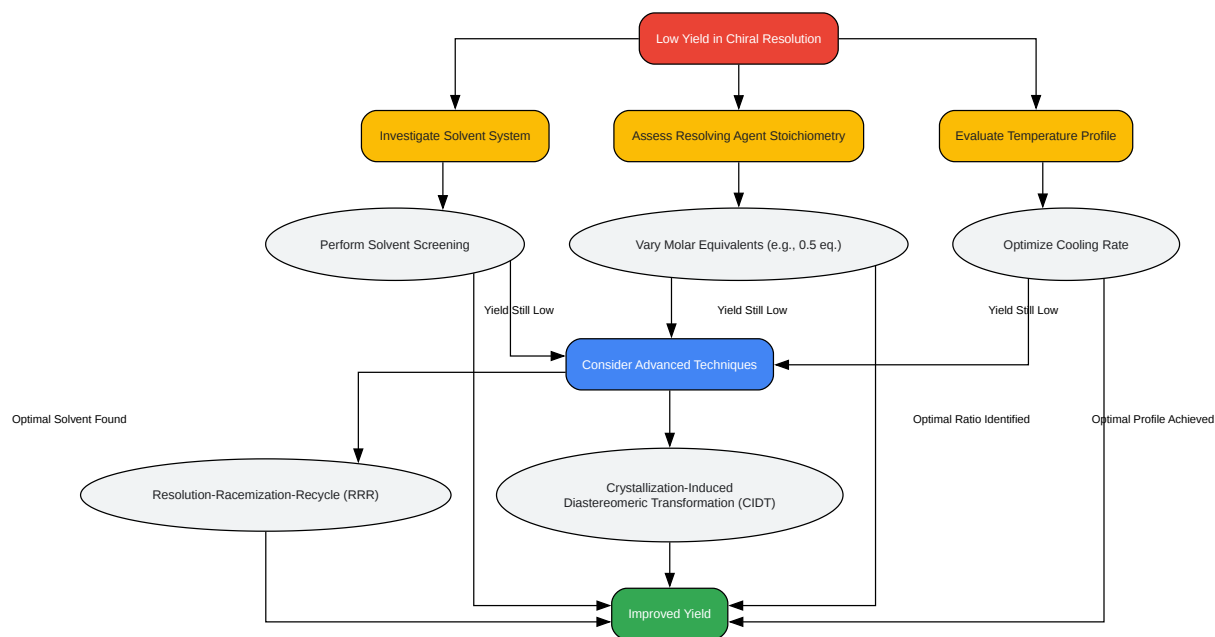 Low Yield in Chiral Resolution
Investigate Solvent System
Assess Resolving Agent Stoichiometry
Evaluate Temperature Profile
Perform Solvent Screening
Vary Molar Equivalents (e.g., 0.5 eq.)
Optimize Cooling Rate
Yield Still Low
Yield Still Low
Yield Still Low
Consider Advanced Techniques
Optimal Solvent Found
Optimal Ratio Identified
Optimal Profile Achieved
Resolution-Racemization-Recycle (RRR)
Crystallization-Induced
Diastereomeric Transformation (CIDT)
Improved Yield